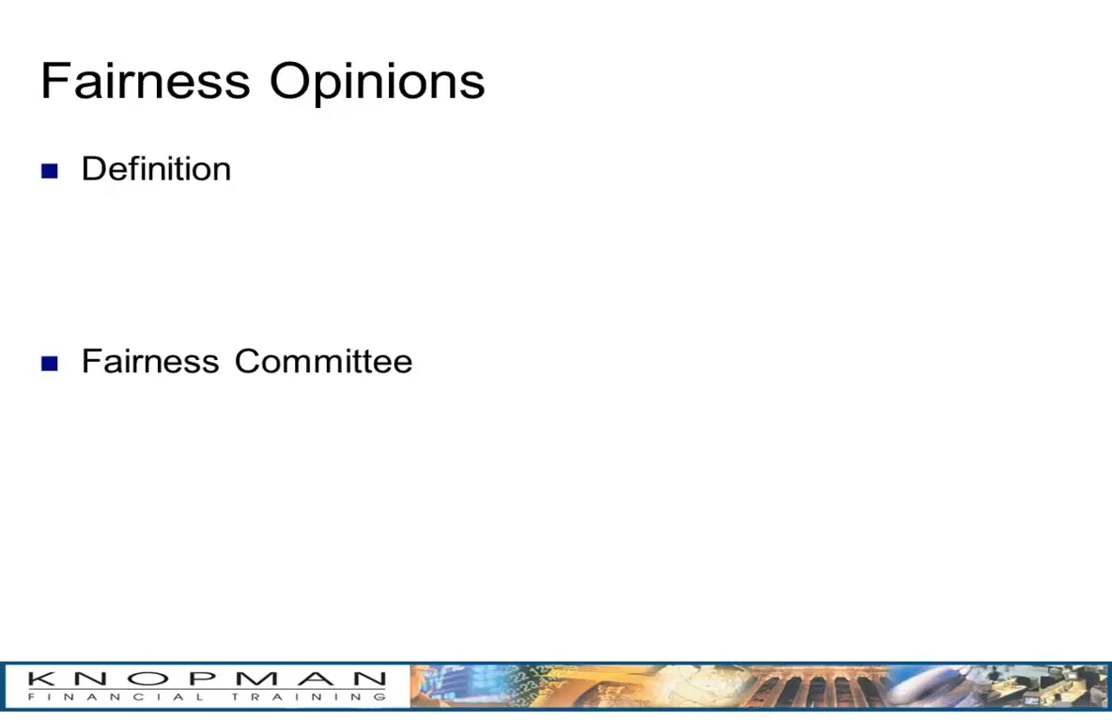 Fairness Opinions
Definition
Fairness Committee
KNOPMAN
FINANCIAL TRAINING